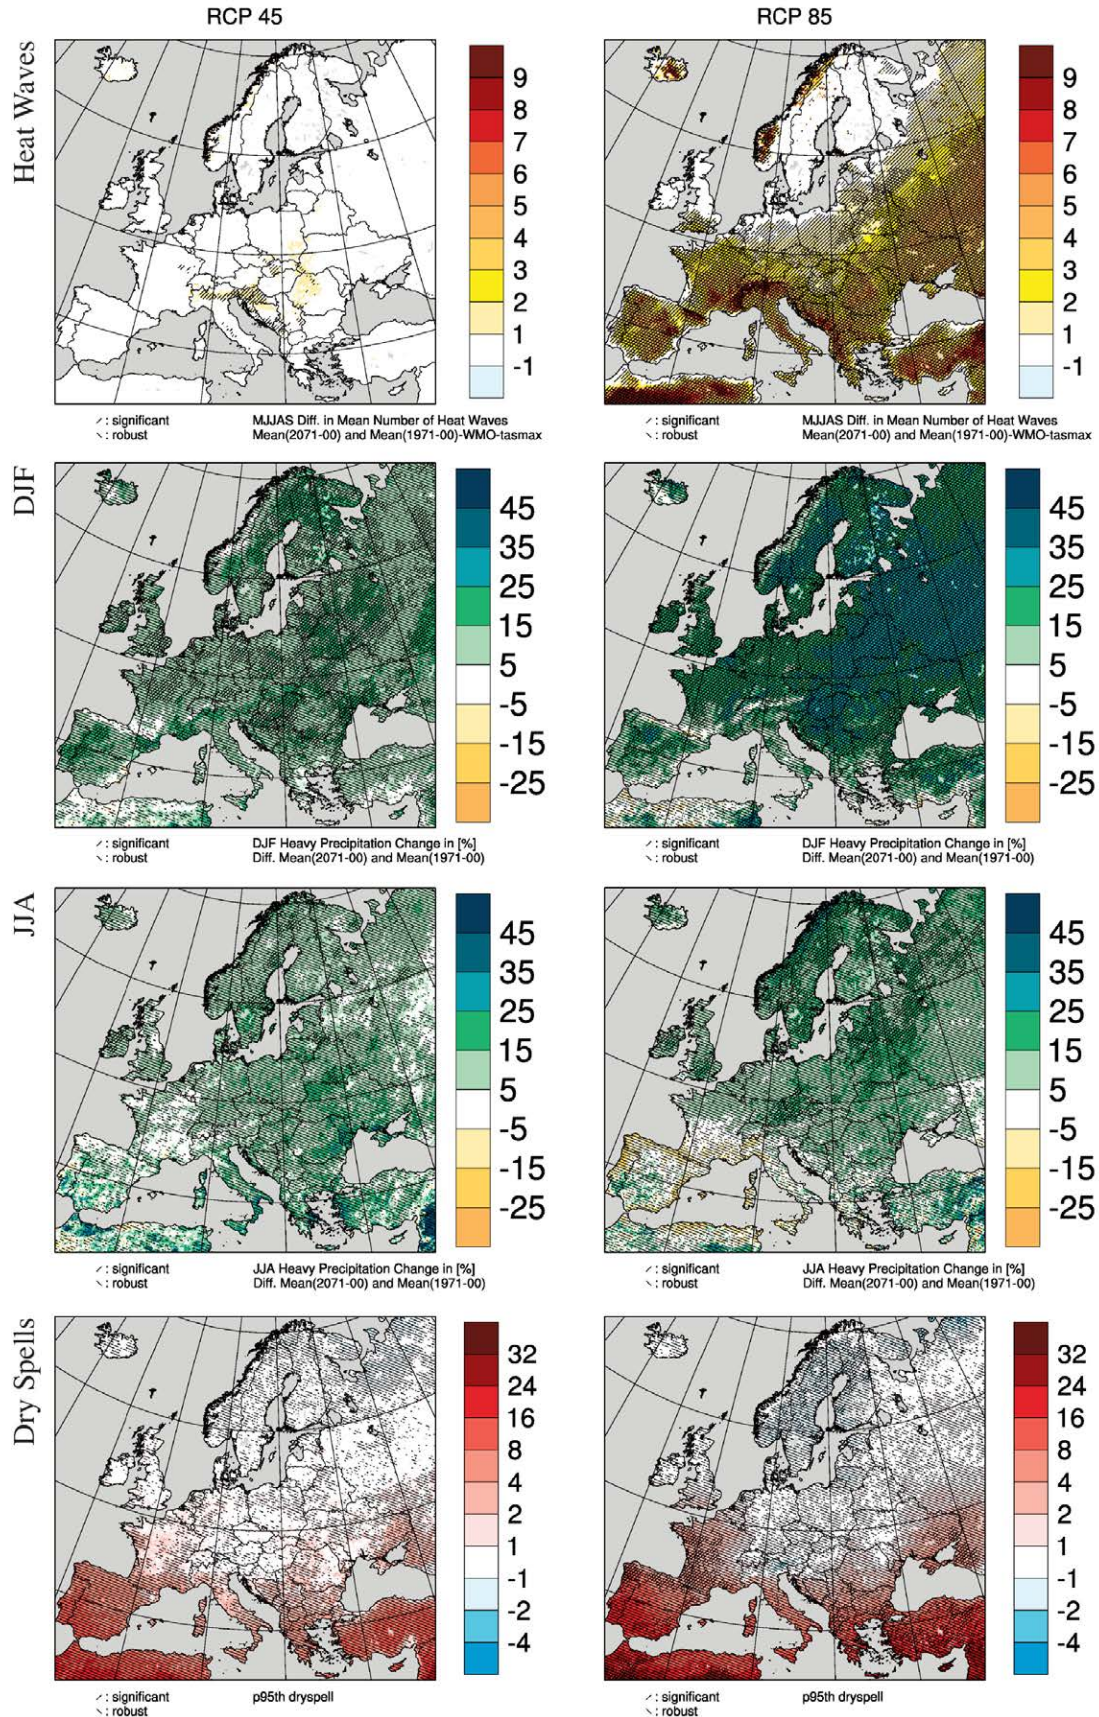 RCP 45
RCP 85
Heat Waves
9
8
7
6
5
4
3
2
1
-1
9
8
7
6
5
4
3
2
1
-1
⟋ : significant
⟍ : robust
MJJAS Diff. in Mean Number of Heat Waves
Mean(2071-00) and Mean(1971-00)-WMO-tasmax
⟋ : significant
⟍ : robust
MJJAS Diff. in Mean Number of Heat Waves
Mean(2071-00) and Mean(1971-00)-WMO-tasmax
DJF
45
35
25
15
5
-5
-15
-25
45
35
25
15
5
-5
-15
-25
⟋ : significant
⟍ : robust
DJF Heavy Precipitation Change in [%]
Diff. Mean(2071-00) and Mean(1971-00)
⟋ : significant
⟍ : robust
DJF Heavy Precipitation Change in [%]
Diff. Mean(2071-00) and Mean(1971-00)
JJA
45
35
25
15
5
-5
-15
-25
45
35
25
15
5
-5
-15
-25
⟋ : significant
⟍ : robust
JJA Heavy Precipitation Change in [%]
Diff. Mean(2071-00) and Mean(1971-00)
⟋ : significant
⟍ : robust
JJA Heavy Precipitation Change in [%]
Diff. Mean(2071-00) and Mean(1971-00)
Dry Spells
32
24
16
8
4
2
1
-1
-2
-4
32
24
16
8
4
2
1
-1
-2
-4
⟋ : significant
⟍ : robust
p95th dryspell
⟋ : significant
⟍ : robust
p95th dryspell